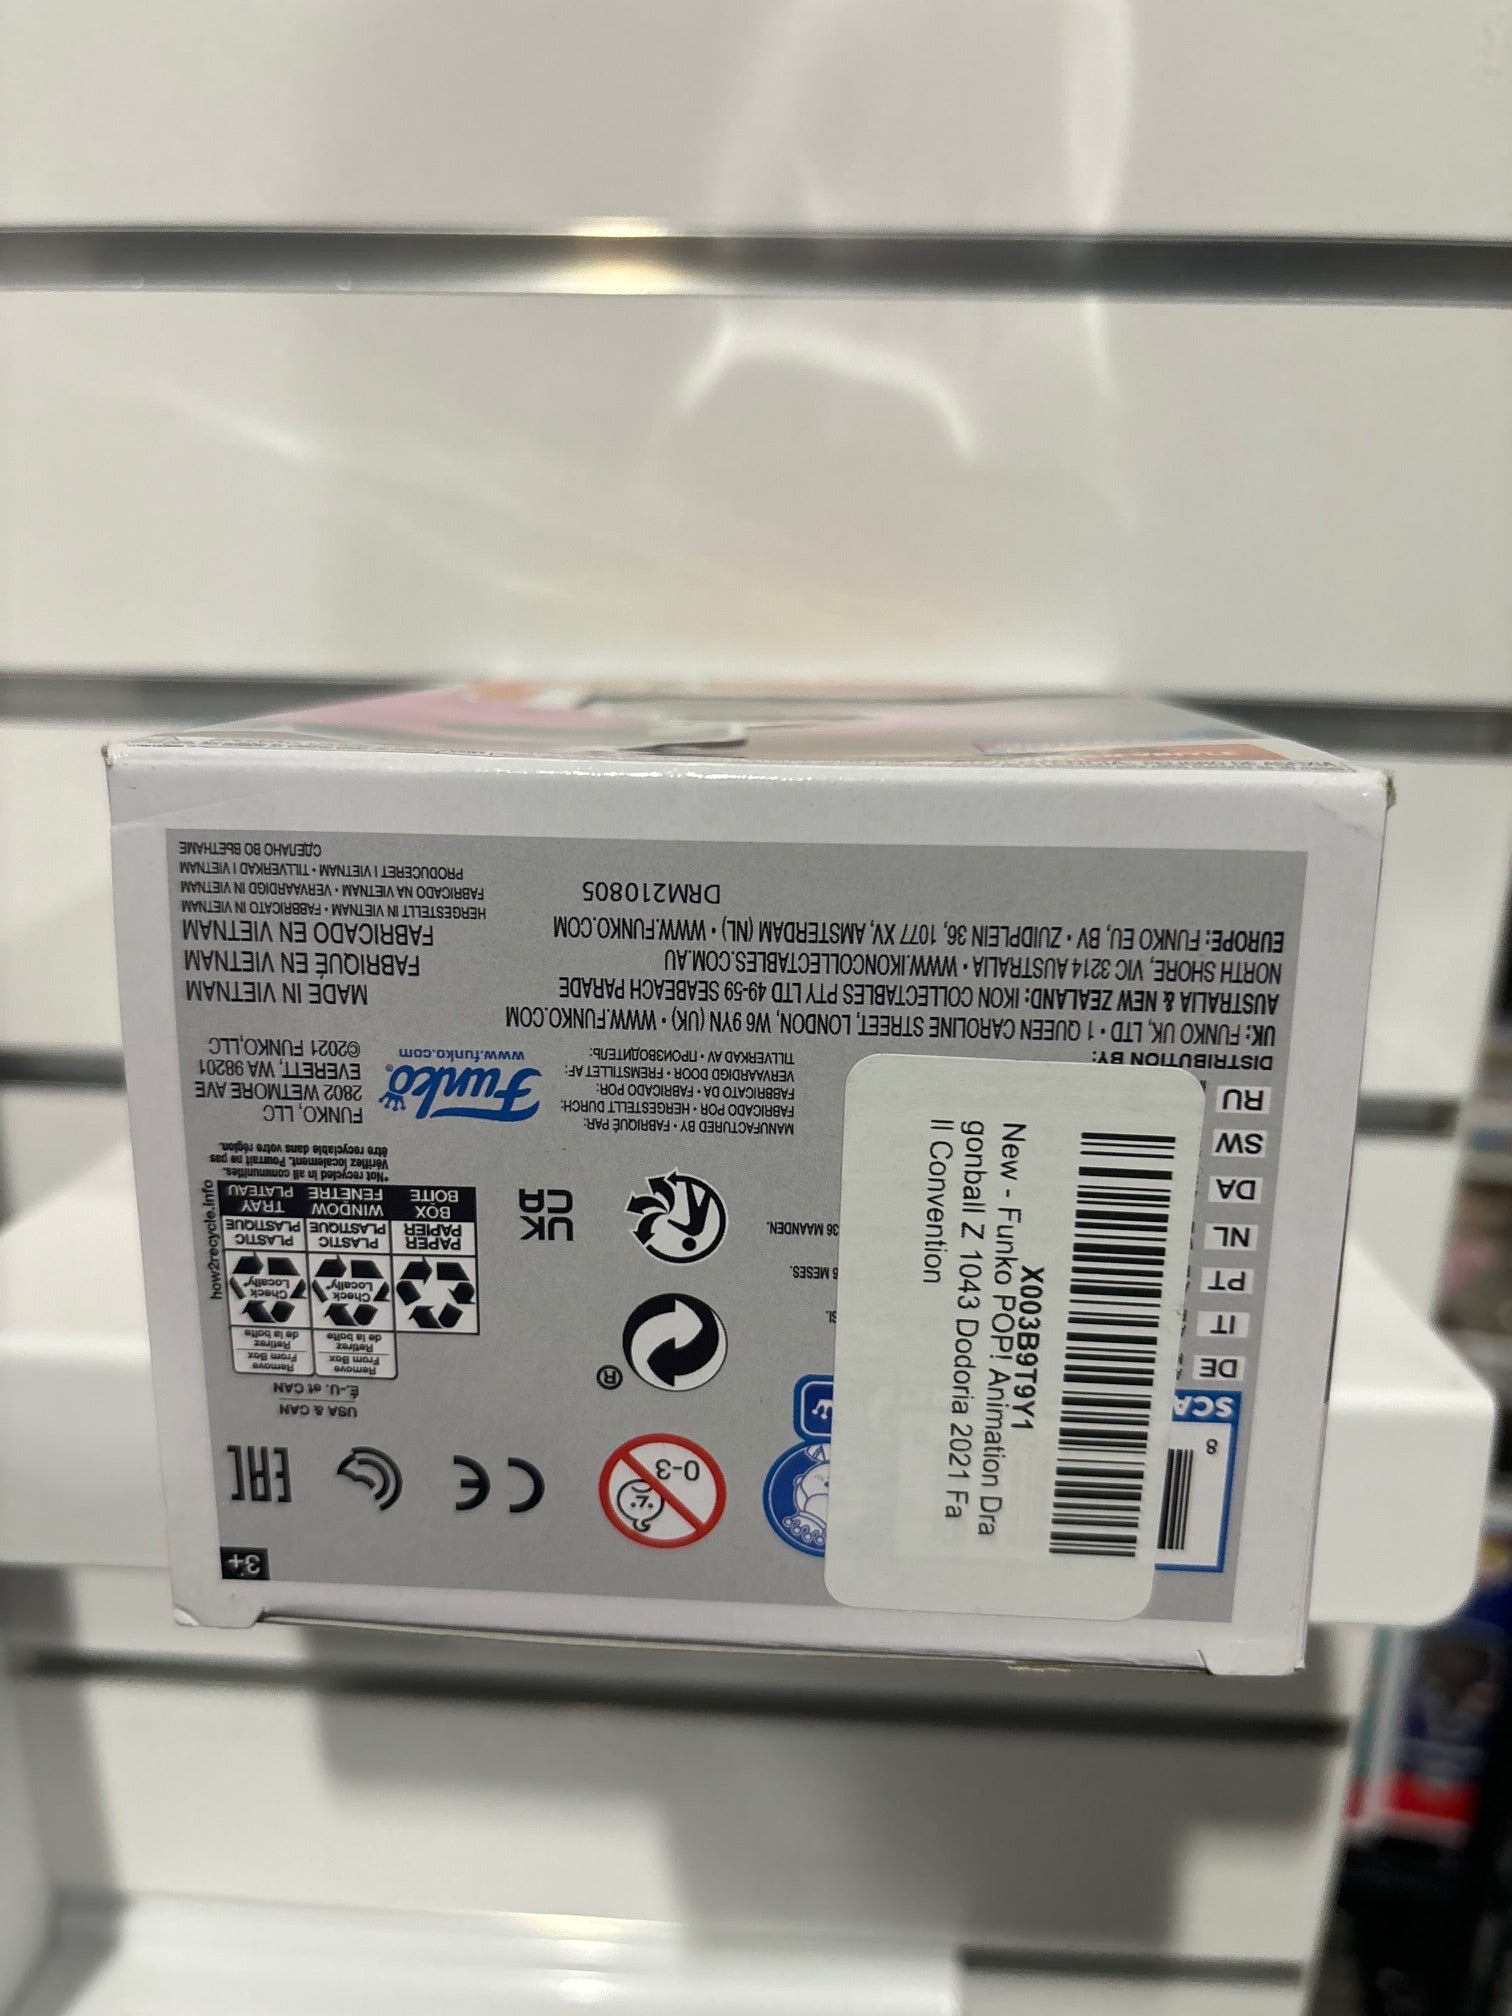 3+
0-3
CE
EAC
USA & CAN
É.-U. et CAN
Remove
From Box
Retirez
de la boîte
Remove
From Box
Retirez
de la boîte
Check
Locally*
Check
Locally*
PAPER
PAPIER
PLASTIC
PLASTIQUE
PLASTIC
PLASTIQUE
BOX
BOÎTE
WINDOW
FENÊTRE
TRAY
PLATEAU
*Not recycled in all communities.
Vérifiez localement. Pourrait ne pas
être recyclable dans votre région.
how2recycle.info
®
UK
CA
8
SCA
DE
IT
PT
NL
DA
SW
RU
6 MESES.
36 MAANDEN.
X003B9T9Y1
New - Funko POP! Animation Dra
gonball Z 1043 Dodoria 2021 Fa
ll Convention
MANUFACTURED BY • FABRIQUÉ PAR:
FABRICADO POR • HERGESTELLT DURCH:
FABBRICATO DA • FABRICADO POR:
VERVAARDIGD DOOR • FREMSTILLET AF:
TILLVERKAD AV • ПРОИЗВОДИТЕЛЬ:
Funko®
www.funko.com
FUNKO, LLC
2802 WETMORE AVE
EVERETT, WA 98201
©2021 FUNKO,LLC
DISTRIBUTION BY:
UK: FUNKO UK, LTD • 1 QUEEN CAROLINE STREET, LONDON, W6 9YN (UK) • WWW.FUNKO.COM
AUSTRALIA & NEW ZEALAND: IKON COLLECTABLES PTY LTD 49-59 SEABEACH PARADE
NORTH SHORE, VIC 3214 AUSTRALIA • WWW.IKONCOLLECTABLES.COM.AU
EUROPE: FUNKO EU, BV • ZUIDPLEIN 36, 1077 XV, AMSTERDAM (NL) • WWW.FUNKO.COM
DRM210805
MADE IN VIETNAM
FABRIQUÉ EN VIETNAM
FABRICADO EN VIETNAM
HERGESTELLT IN VIETNAM • FABBRICATO IN VIETNAM
FABRICADO NA VIETNAM • VERVAARDIGD IN VIETNAM
PRODUCERET I VIETNAM • TILLVERKAD I VIETNAM
СДЕЛАНО ВО ВЬЕТНАМЕ